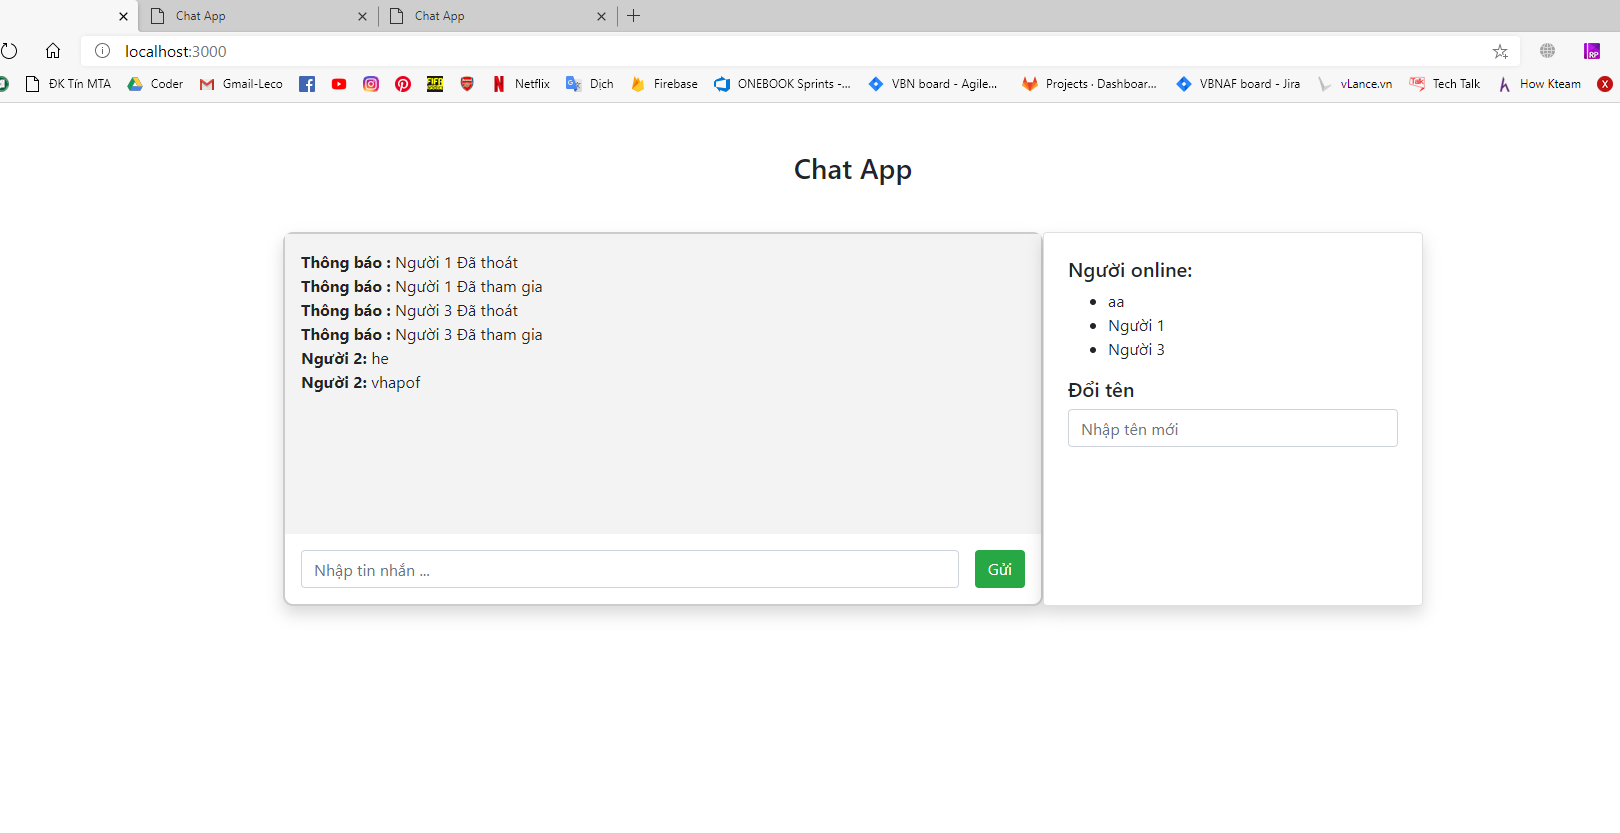 Chat App
Chat App
localhost:3000
ĐK Tín MTA Coder Gmail-Leco Netflix Dịch Firebase ONEBOOK Sprints -... VBN board - Agile... Projects · Dashboar... VBNAF board - Jira vLance.vn Tech Talk How Kteam
Chat App
Thông báo : Người 1 Đã thoát
Thông báo : Người 1 Đã tham gia
Thông báo : Người 3 Đã thoát
Thông báo : Người 3 Đã tham gia
Người 2: he
Người 2: vhapof
Nhập tin nhắn ...
Gửi
Người online:
aa
Người 1
Người 3
Đổi tên
Nhập tên mới